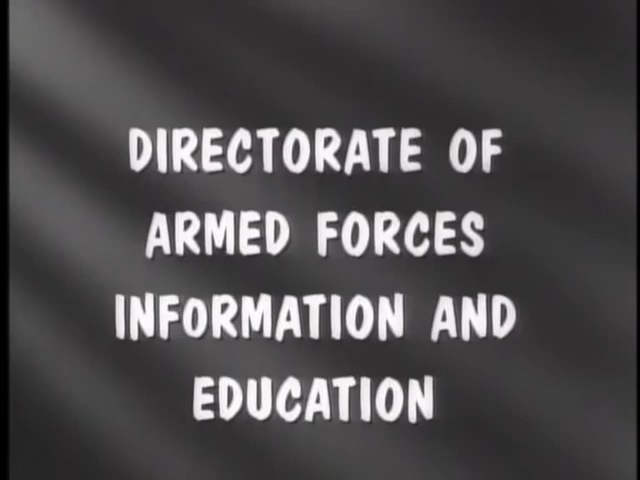 DIRECTORATE OF
ARMED FORCES
INFORMATION AND
EDUCATION